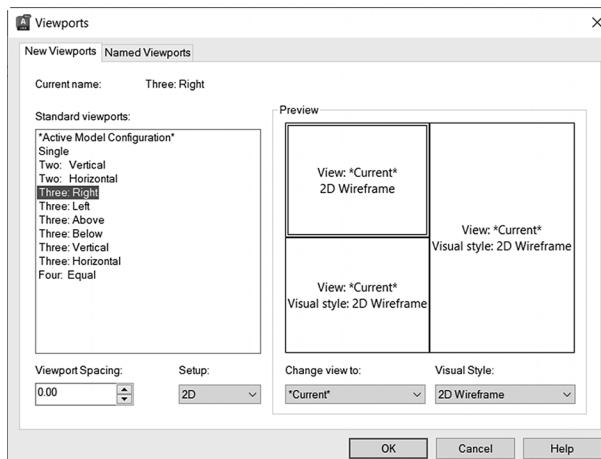 Viewports
New Viewports Named Viewports
Current name: Three: Right
Standard viewports:
*Active Model Configuration*
Single
Two: Vertical
Two: Horizontal
Three: Right
Three: Left
Three: Above
Three: Below
Three: Vertical
Three: Horizontal
Four: Equal
Preview
View: *Current*
2D Wireframe
View: *Current*
Visual style: 2D Wireframe
View: *Current*
Visual style: 2D Wireframe
Viewport Spacing:
0.00
Setup:
2D
Change view to:
*Current*
Visual Style:
2D Wireframe
OK Cancel Help